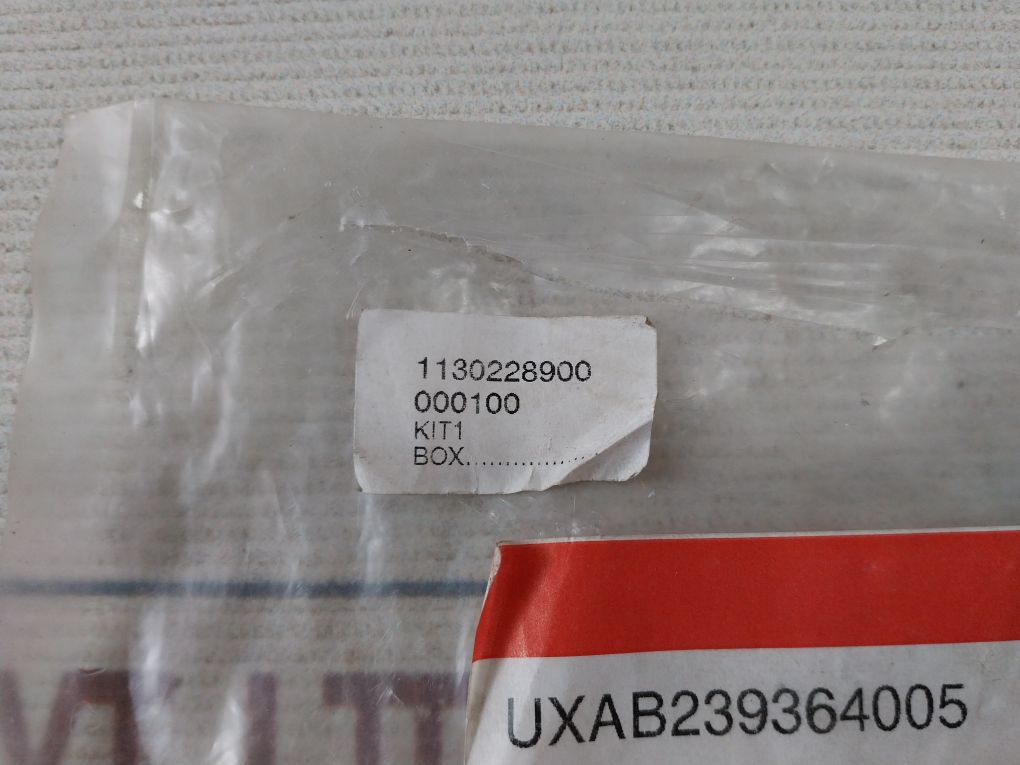 1130228900
000100
KIT1
BOX..................
UXAB239364005